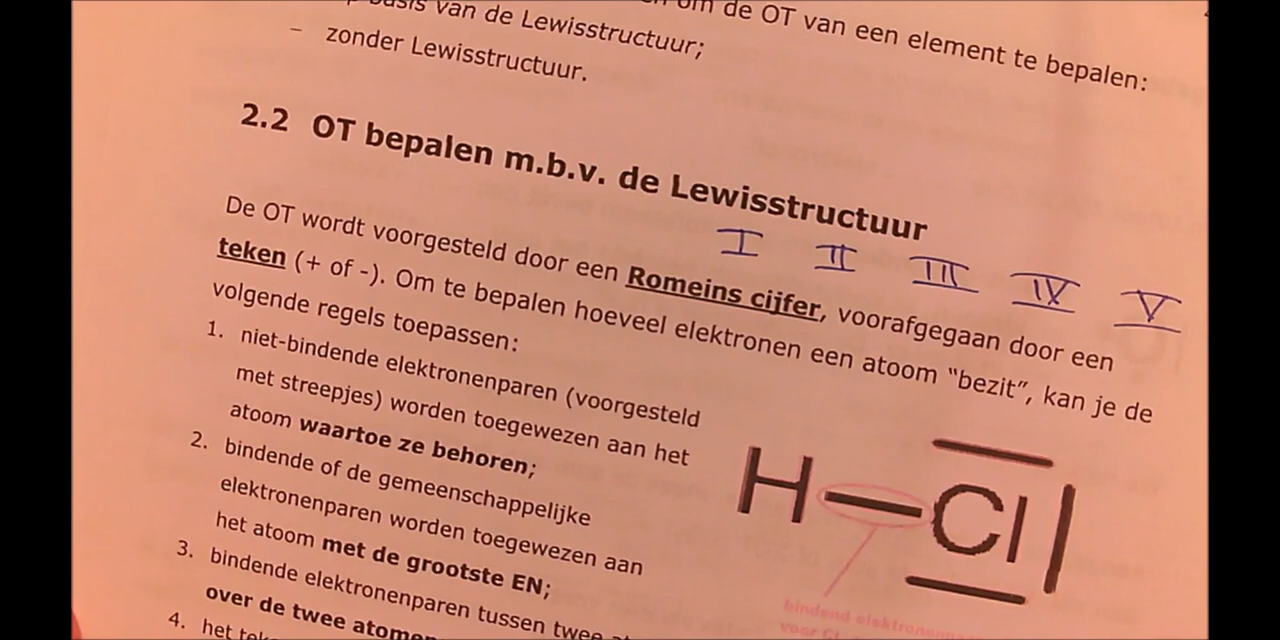 om de OT van een element te bepalen:
basis van de Lewisstructuur;
– zonder Lewisstructuur.
2.2 OT bepalen m.b.v. de Lewisstructuur
I II III IV V
De OT wordt voorgesteld door een Romeins cijfer, voorafgegaan door een
teken (+ of -). Om te bepalen hoeveel elektronen een atoom “bezit”, kan je de
volgende regels toepassen:
1. niet-bindende elektronenparen (voorgesteld
met streepjes) worden toegewezen aan het
atoom waartoe ze behoren;
2. bindende of de gemeenschappelijke
elektronenparen worden toegewezen aan
het atoom met de grootste EN;
3. bindende elektronenparen tussen twee
over de twee
4. het
H Cl
bindend
voor